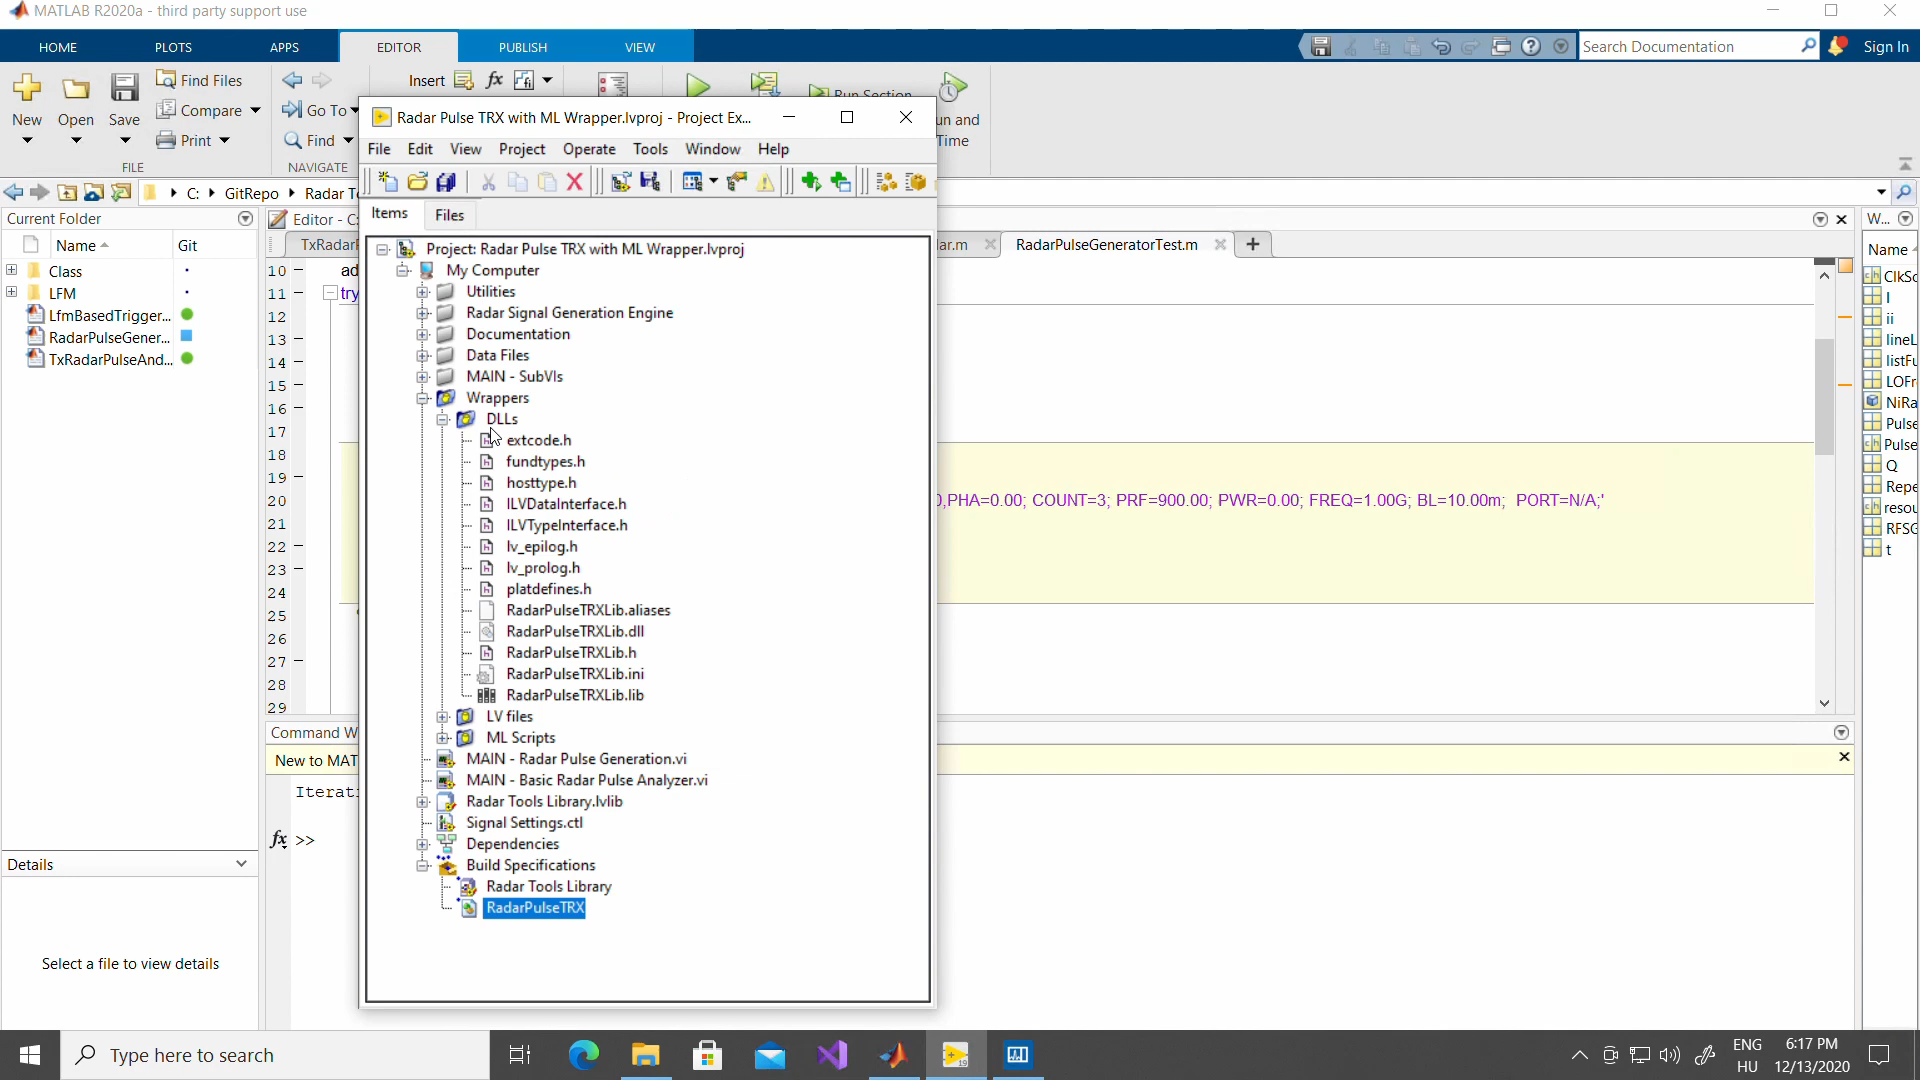 MATLAB R2020a - third party support use
HOME
PLOTS
APPS
EDITOR
PUBLISH
VIEW
Search Documentation
Sign In
New
Open
Save
Find Files
Compare
Print
FILE
Go To
Find
NAVIGATE
Insert
fx
Run Section
un and
Time
C:
GitRepo
Current Folder
Name
Git
Class
LFM
LfmBasedTrigger...
RadarPulseGener...
TxRadarPulseAnd...
Details
Select a file to view details
Radar Pulse TRX with ML Wrapper.lvproj - Project Ex...
File
Edit
View
Project
Operate
Tools
Window
Help
Items
Files
Project: Radar Pulse TRX with ML Wrapper.lvproj
My Computer
Utilities
Radar Signal Generation Engine
Documentation
Data Files
MAIN - SubVIs
Wrappers
DLLs
extcode.h
fundtypes.h
hosttype.h
ILVDataInterface.h
ILVTypeInterface.h
lv_epilog.h
lv_prolog.h
platdefines.h
RadarPulseTRXLib.aliases
RadarPulseTRXLib.dll
RadarPulseTRXLib.h
RadarPulseTRXLib.ini
RadarPulseTRXLib.lib
LV files
ML Scripts
MAIN - Radar Pulse Generation.vi
MAIN - Basic Radar Pulse Analyzer.vi
Radar Tools Library.lvlib
Signal Settings.ctl
Dependencies
Build Specifications
Radar Tools Library
RadarPulseTRX
Editor - C:
TxRadarP
ar.m
RadarPulseGeneratorTest.m
10
ad
11
try
12
13
14
15
16
17
18
19
20
,PHA=0.00; COUNT=3; PRF=900.00; PWR=0.00; FREQ=1.00G; BL=10.00m; PORT=N/A;'
21
22
23
24
25
26
27
28
29
Command W
New to MAT
Iterati
fx >>
W...
Name
ClkSc
I
ii
lineL
listFu
LOFr
NiRa
Pulse
Pulse
Q
Repe
resou
RFSG
t
Type here to search
19
ENG
HU
6:17 PM
12/13/2020